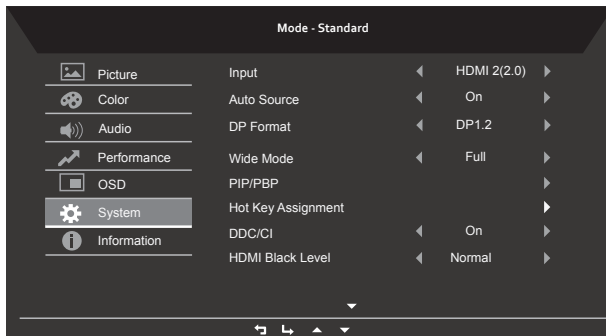 Mode - Standard
Picture
Color
Audio
Performance
OSD
System
Information
Input HDMI 2(2.0)
Auto Source On
DP Format DP1.2
Wide Mode Full
PIP/PBP
Hot Key Assignment
DDC/CI On
HDMI Black Level Normal